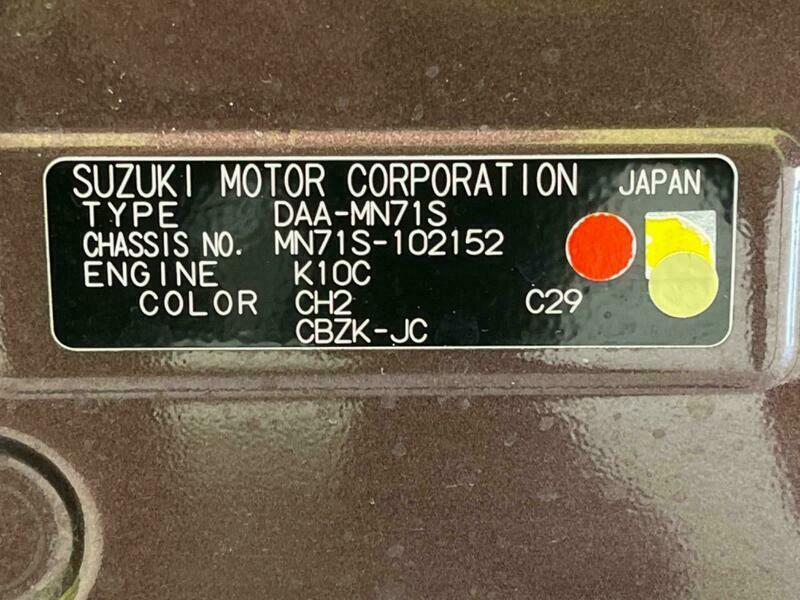 SUZUKI MOTOR CORPORATION JAPAN
TYPE DAA-MN71S
CHASSIS NO. MN71S-102152
ENGINE K10C
COLOR CH2 C29
CBZK-JC